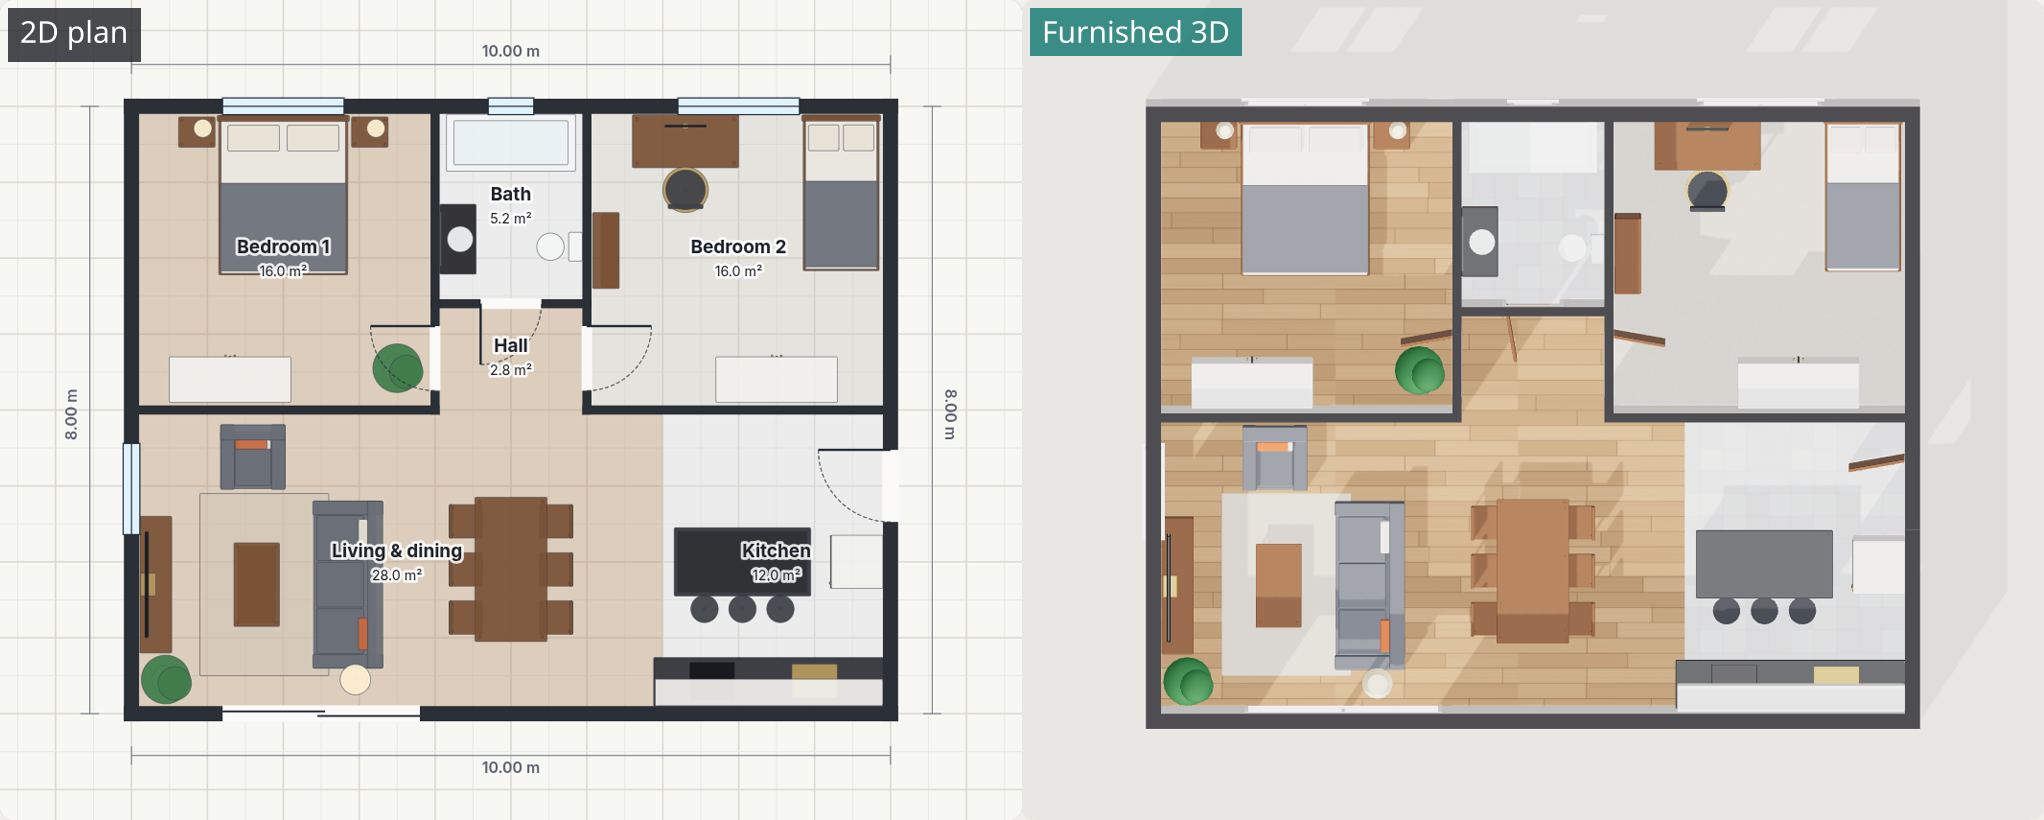 2D plan
Furnished 3D
10.00 m
Bath
5.2 m²
Bedroom 1
16.0 m²
Bedroom 2
16.0 m²
Hall
2.8 m²
8.00 m
8.00 m
Living & dining
28.0 m²
Kitchen
12.0 m²
10.00 m